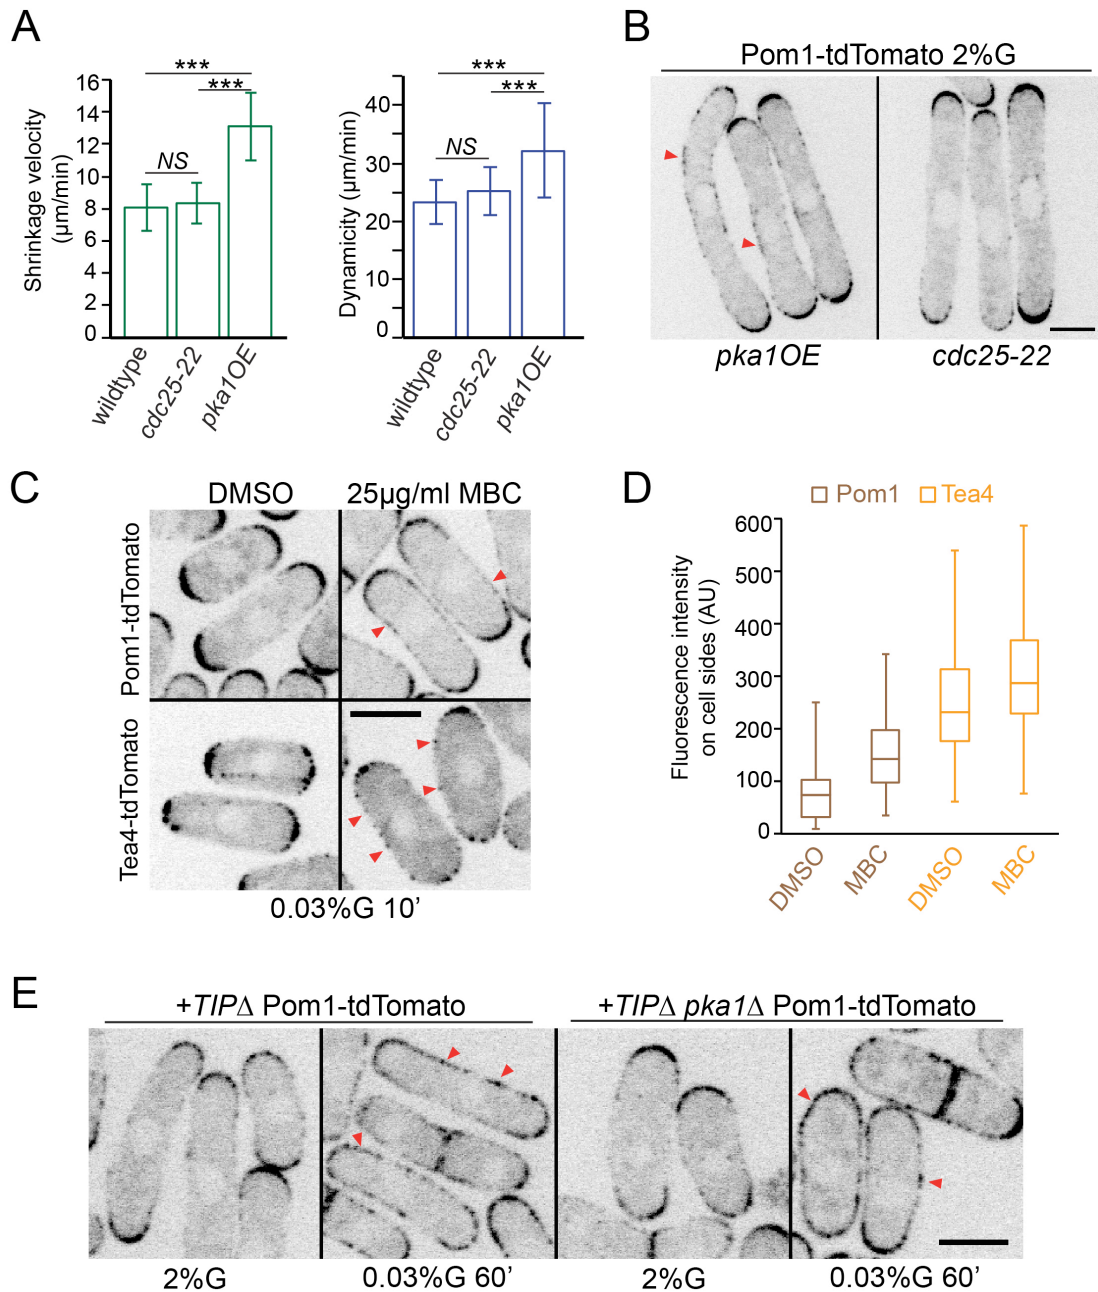 A
***
***
NS
Shrinkage velocity
(µm/min)
16
14
12
10
8
6
4
2
0
wildtype
cdc25-22
pka1OE
***
***
NS
Dynamicity (µm/min)
40
30
20
10
0
wildtype
cdc25-22
pka1OE
B
Pom1-tdTomato 2%G
pka1OE
cdc25-22
C
DMSO
25µg/ml MBC
Pom1-tdTomato
Tea4-tdTomato
0.03%G 10’
D
Pom1
Tea4
Fluorescence intensity
on cell sides (AU)
600
500
400
300
200
100
0
DMSO
MBC
DMSO
MBC
E
+TIPΔ Pom1-tdTomato
+TIPΔ pka1Δ Pom1-tdTomato
2%G
0.03%G 60’
2%G
0.03%G 60’